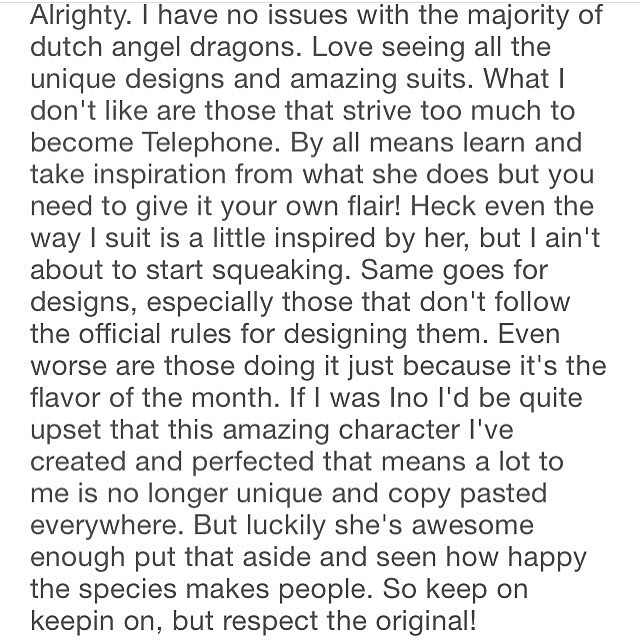 Alrighty. I have no issues with the majority of
dutch angel dragons. Love seeing all the
unique designs and amazing suits. What I
don't like are those that strive too much to
become Telephone. By all means learn and
take inspiration from what she does but you
need to give it your own flair! Heck even the
way I suit is a little inspired by her, but I ain't
about to start squeaking. Same goes for
designs, especially those that don't follow
the official rules for designing them. Even
worse are those doing it just because it's the
flavor of the month. If I was Ino I'd be quite
upset that this amazing character I've
created and perfected that means a lot to
me is no longer unique and copy pasted
everywhere. But luckily she's awesome
enough put that aside and seen how happy
the species makes people. So keep on
keepin on, but respect the original!